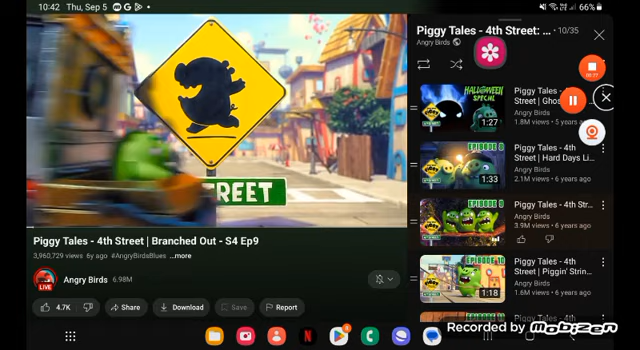 10:42 Thu, Sep 5
66%
STREET
Piggy Tales - 4th Street | Branched Out - S4 Ep9
3,960,729 views 6y ago #AngryBirdsBlues ...more
LIVE
Angry Birds 6.98M
4.7K
Share
Download
Save
Report
Piggy Tales - 4th Street: ... • 10/35
Angry Birds
HALLOWEEN
SPECIAL
1:27
Piggy Tales - 4
Street | Ghos
Angry Birds
1.8M views • 5 years
1:33
Piggy Tales - 4th
Street | Hard Days Li...
Angry Birds
2.1M views • 6 years ago
EPISODE 9
Piggy Tales - 4th Str...
Angry Birds
3.9M views • 6 years ago
EPISODE 10
1:18
Piggy Tales - 4th
Street | Piggin' Strin...
Angry Birds
1.6M views • 6 years ago
Piggy Tales - 4th
Recorded by mobizen